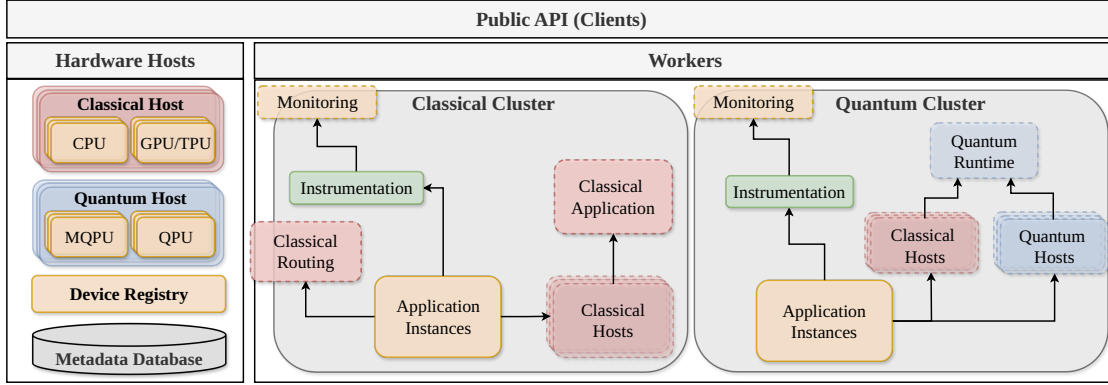 Public API (Clients)
Hardware Hosts
Classical Host
CPU
GPU/TPU
Quantum Host
MQPU
QPU
Device Registry
Metadata Database
Workers
Classical Cluster
Monitoring
Instrumentation
Classical
Routing
Application
Instances
Classical
Application
Classical
Hosts
Quantum Cluster
Monitoring
Instrumentation
Application
Instances
Quantum
Runtime
Classical
Hosts
Quantum
Hosts